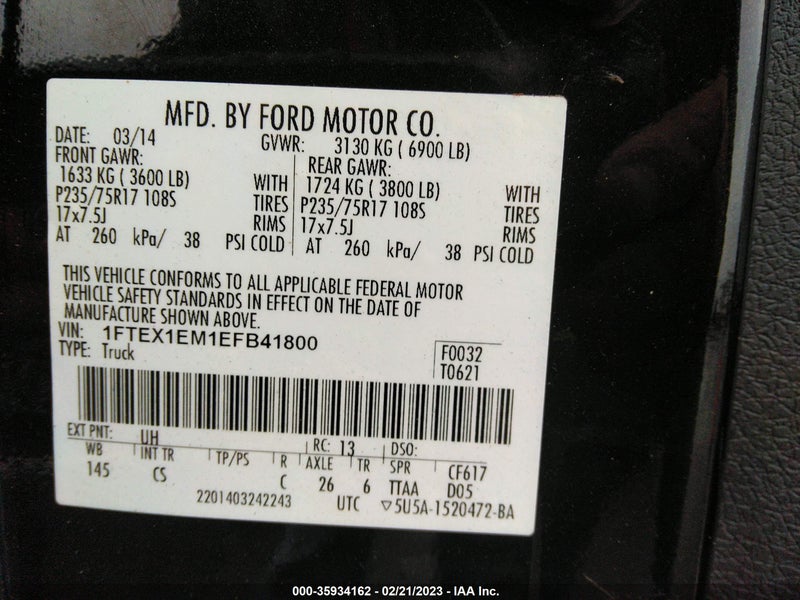 MFD. BY FORD MOTOR CO.
DATE: 03/14 GVWR: 3130 KG ( 6900 LB)
FRONT GAWR: REAR GAWR:
1633 KG ( 3600 LB) WITH 1724 KG ( 3800 LB) WITH
P235/75R17 108S TIRES P235/75R17 108S TIRES
17x7.5J RIMS 17x7.5J RIMS
AT 260 kPa/ 38 PSI COLD AT 260 kPa/ 38 PSI COLD
THIS VEHICLE CONFORMS TO ALL APPLICABLE FEDERAL MOTOR
VEHICLE SAFETY STANDARDS IN EFFECT ON THE DATE OF
MANUFACTURE SHOWN ABOVE.
VIN: 1FTEX1EM1EFB41800
TYPE: Truck F0032
T0621
EXT PNT: UH RC: 13 DSO:
WB INT TR TP/PS R AXLE TR SPR CF617
145 CS C 26 6 TTAA D05
2201403242243 UTC ▽5U5A-1520472-BA
000-35934162 - 02/21/2023 - IAA Inc.